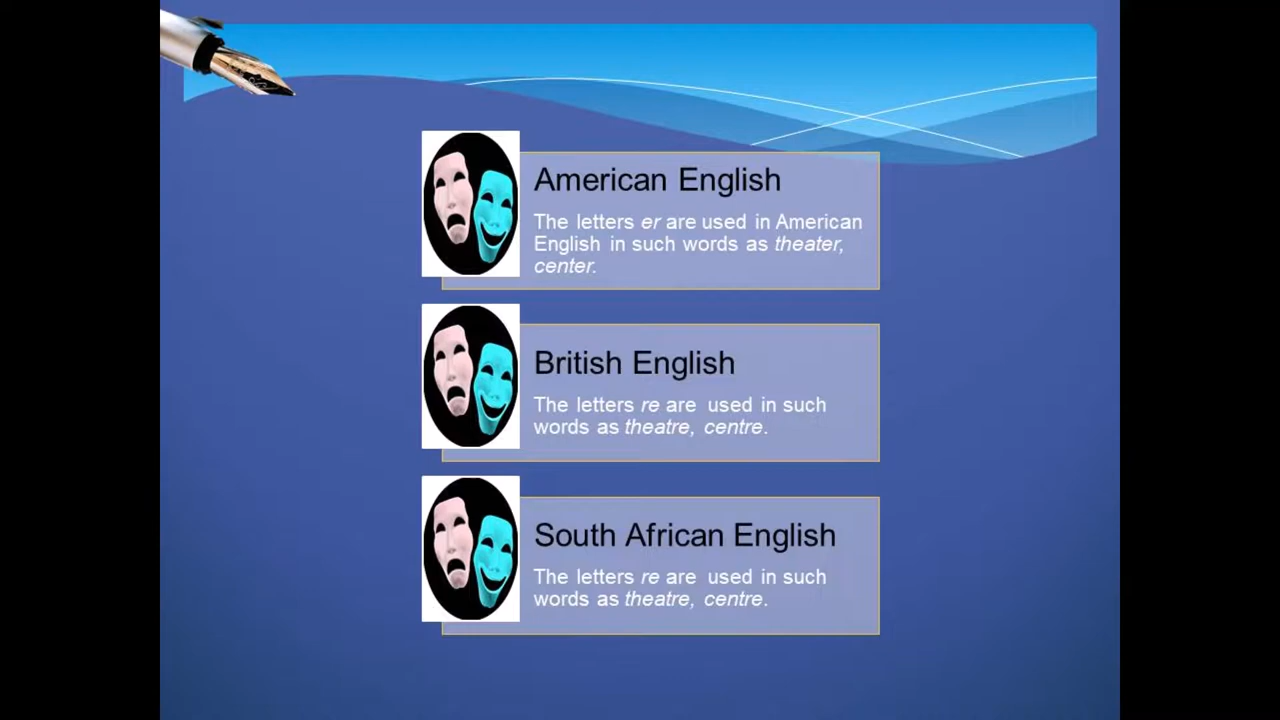 American English
The letters er are used in American
English in such words as theater,
center.
British English
The letters re are used in such
words as theatre, centre.
South African English
The letters re are used in such
words as theatre, centre.